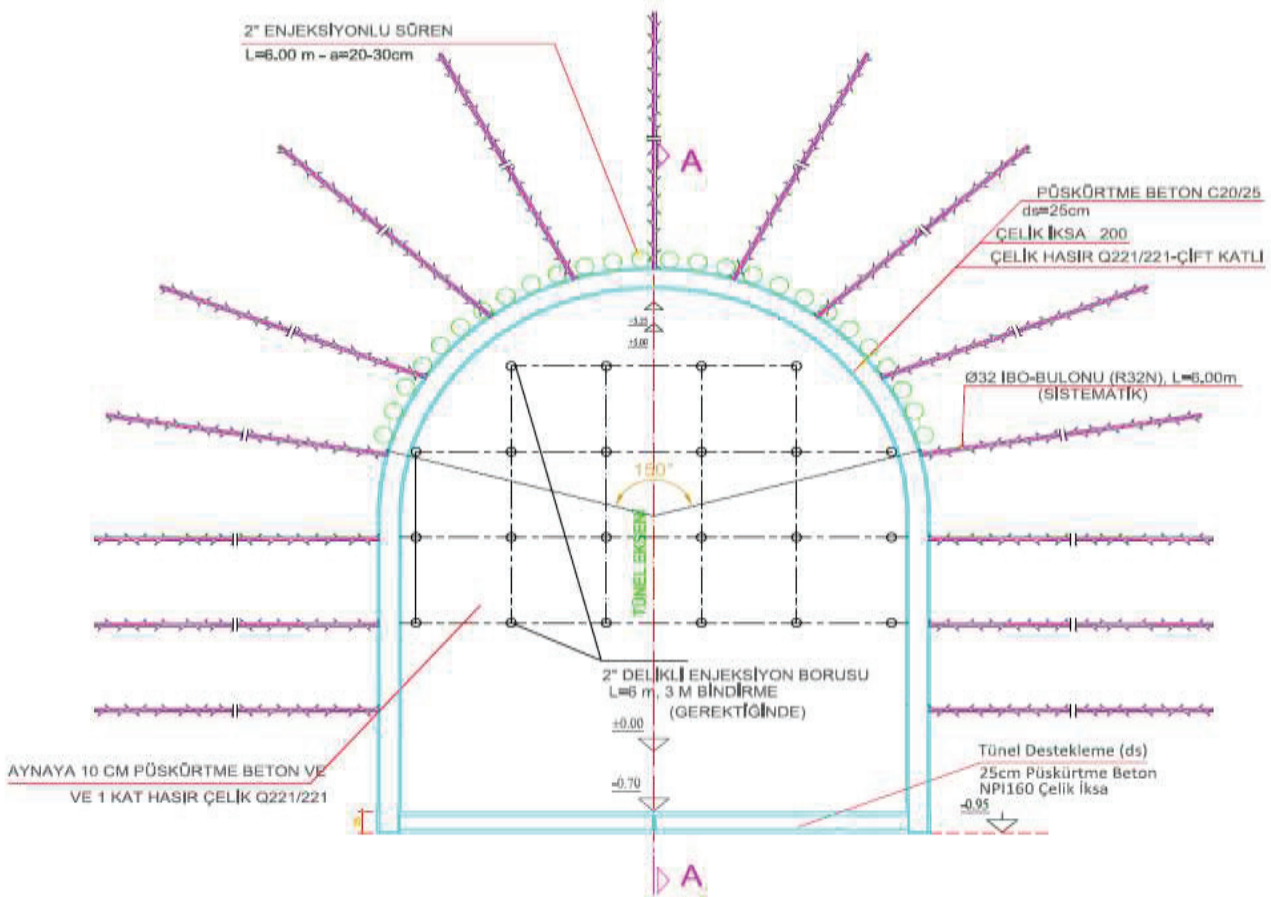 2" ENJEKSİYONLU SÜREN
L=6.00 m - a=20-30cm
A
PÜSKÜRTME BETON C20/25
ds=25cm
ÇELİK İKSA 200
ÇELİK HASIR Q221/221-ÇİFT KATLI
+5.00
Ø32 IBO-BULONU (R32N), L=6.00m
(SİSTEMATİK)
150°
TÜNEL EKSENİ
2" DELİKLİ ENJEKSİYON BORUSU
L=6 m, 3 M BİNDİRME
(GEREKTİĞİNDE)
±0.00
AYNAYA 10 CM PÜSKÜRTME BETON VE
VE 1 KAT HASIR ÇELİK Q221/221
-0.70
Tünel Destekleme (ds)
25cm Püskürtme Beton
NPI160 Çelik İksa
-0.95
A